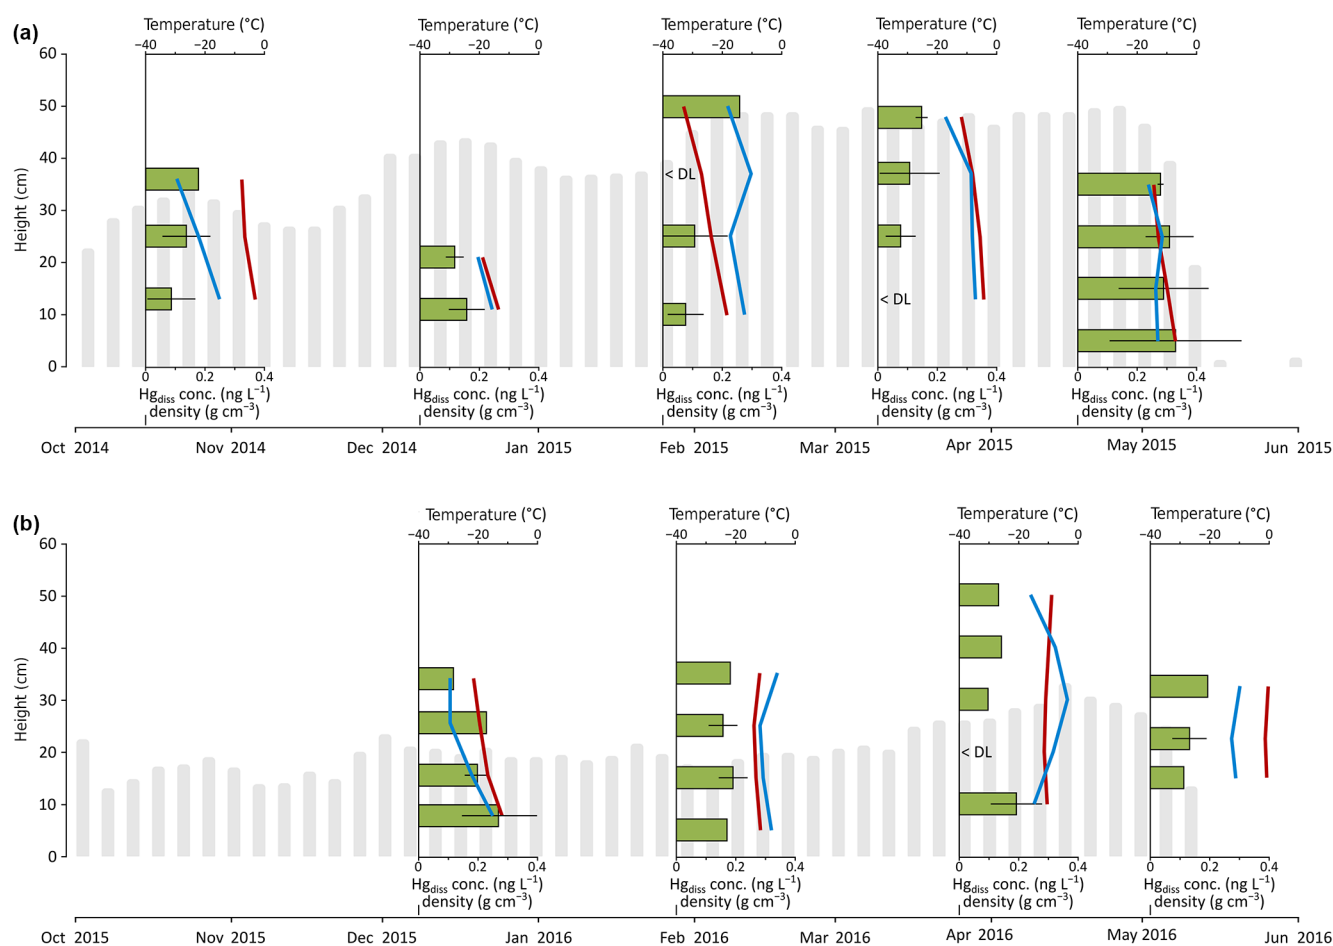 (a)
Temperature (°C) Temperature (°C) Temperature (°C) Temperature (°C) Temperature (°C)
−40 −20 0 −40 −20 0 −40 −20 0 −40 −20 0 −40 −20 0
Height (cm)
60
50
40
30
20
10
0
< DL
< DL
0 0.2 0.4 0 0.2 0.4 0 0.2 0.4 0 0.2 0.4 0 0.2 0.4
Hgdiss conc. (ng L−1) Hgdiss conc. (ng L−1) Hgdiss conc. (ng L−1) Hgdiss conc. (ng L−1) Hgdiss conc. (ng L−1)
density (g cm−3) density (g cm−3) density (g cm−3) density (g cm−3) density (g cm−3)
Oct 2014 Nov 2014 Dec 2014 Jan 2015 Feb 2015 Mar 2015 Apr 2015 May 2015 Jun 2015
(b)
Temperature (°C) Temperature (°C) Temperature (°C) Temperature (°C)
−40 −20 0 −40 −20 0 −40 −20 0 −40 −20 0
Height (cm)
60
50
40
30
20
10
0
< DL
0 0.2 0.4 0 0.2 0.4 0 0.2 0.4 0 0.2 0.4
Hgdiss conc. (ng L−1) Hgdiss conc. (ng L−1) Hgdiss conc. (ng L−1) Hgdiss conc. (ng L−1)
density (g cm−3) density (g cm−3) density (g cm−3) density (g cm−3)
Oct 2015 Nov 2015 Dec 2015 Jan 2016 Feb 2016 Mar 2016 Apr 2016 May 2016 Jun 2016